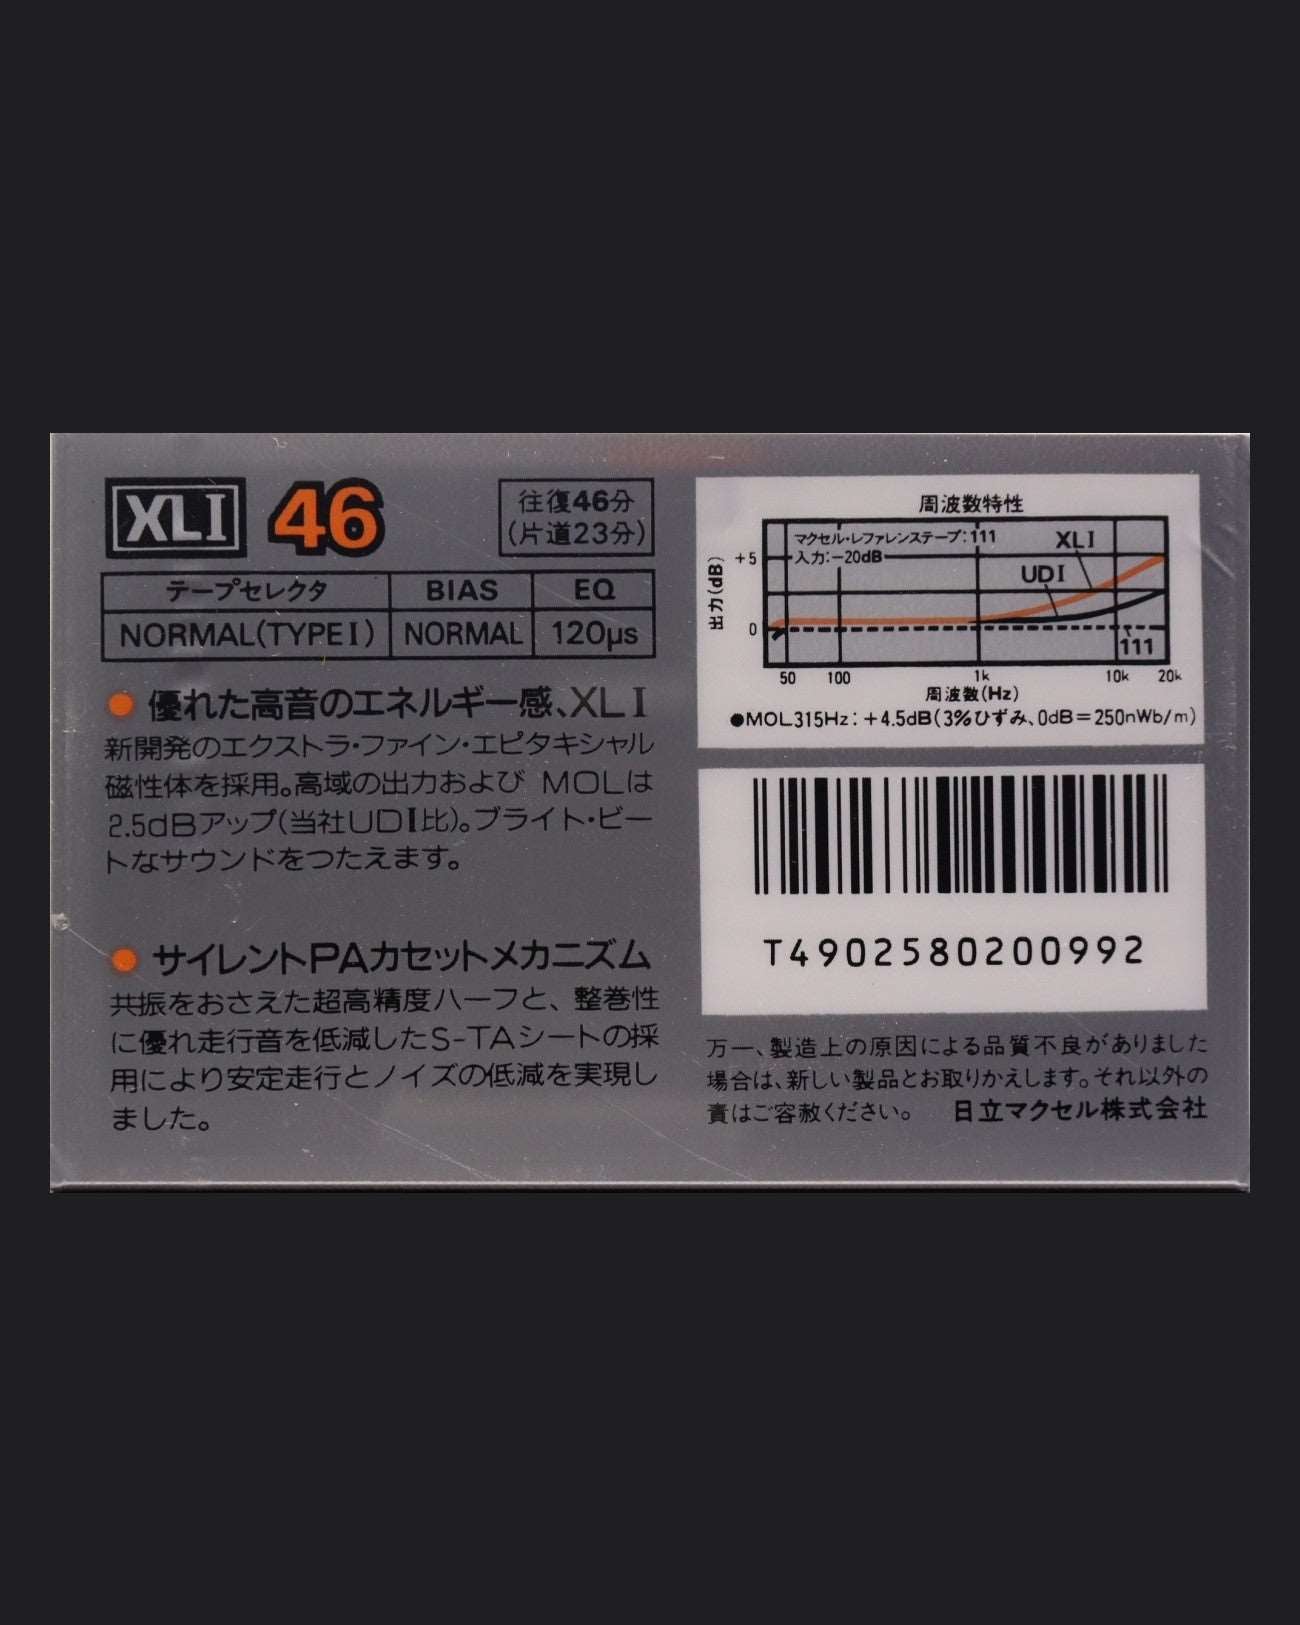 XLI 46
往復46分
(片道23分)
テープセレクタ BIAS EQ
NORMAL(TYPEI) NORMAL 120μs
● 優れた高音のエネルギー感、XLI
新開発のエクストラ・ファイン・エピタキシャル
磁性体を採用。高域の出力および MOLは
2.5dBアップ(当社UDI比)。ブライト・ビー
トなサウンドをつたえます。
● サイレントPAカセットメカニズム
共振をおさえた超高精度ハーフと、整巻性
に優れ走行音を低減したS-TAシートの採
用により安定走行とノイズの低減を実現し
ました。
周波数特性
マクセル・レファレンステープ:111
入力:-20dB
XLI
UDI
111
出力(dB)
+5
0
50 100 1k 10k 20k
周波数(Hz)
●MOL315Hz:+4.5dB(3%ひずみ、0dB=250nWb/m)
T4902580200992
万一、製造上の原因による品質不良がありました
場合は、新しい製品とお取りかえします。それ以外の
責はご容赦ください。 日立マクセル株式会社